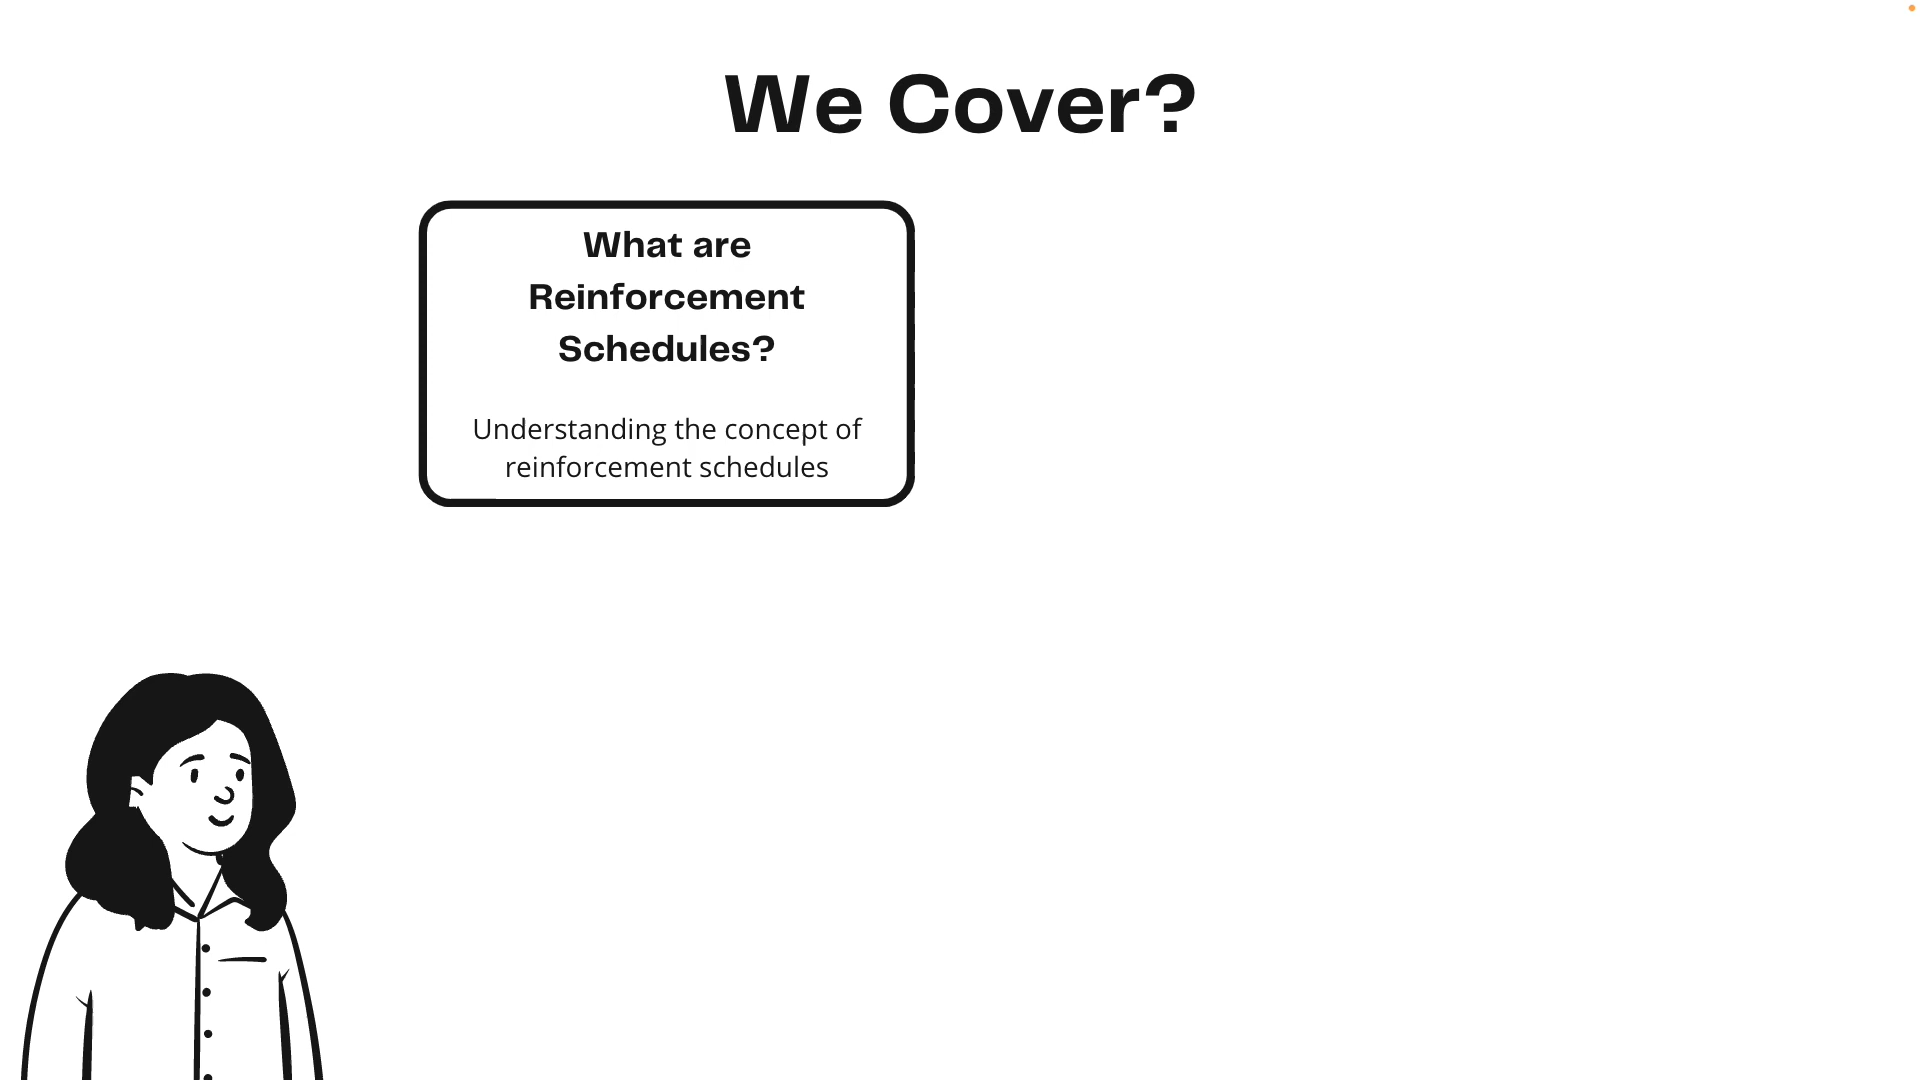 We Cover?
What are
Reinforcement
Schedules?
Understanding the concept of
reinforcement schedules